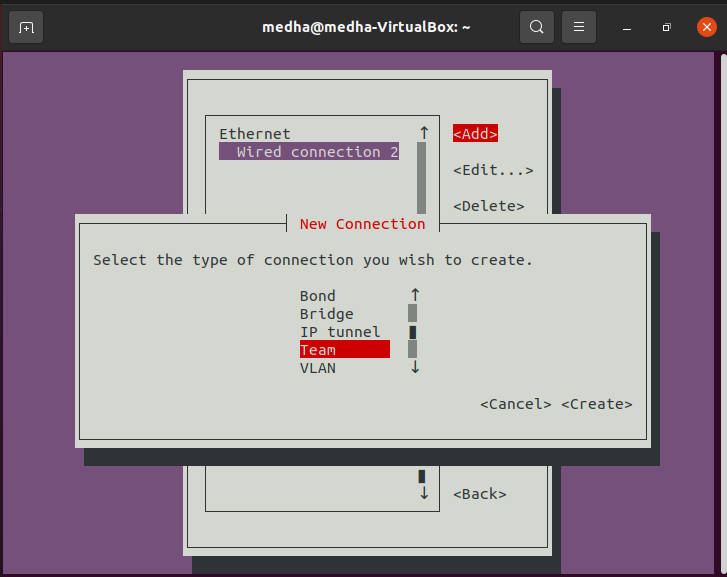 medha@medha-VirtualBox: ~
Ethernet
Wired connection 2
<Add>
<Edit...>
<Delete>
New Connection
Select the type of connection you wish to create.
Bond
Bridge
IP tunnel
Team
VLAN
<Cancel> <Create>
<Back>